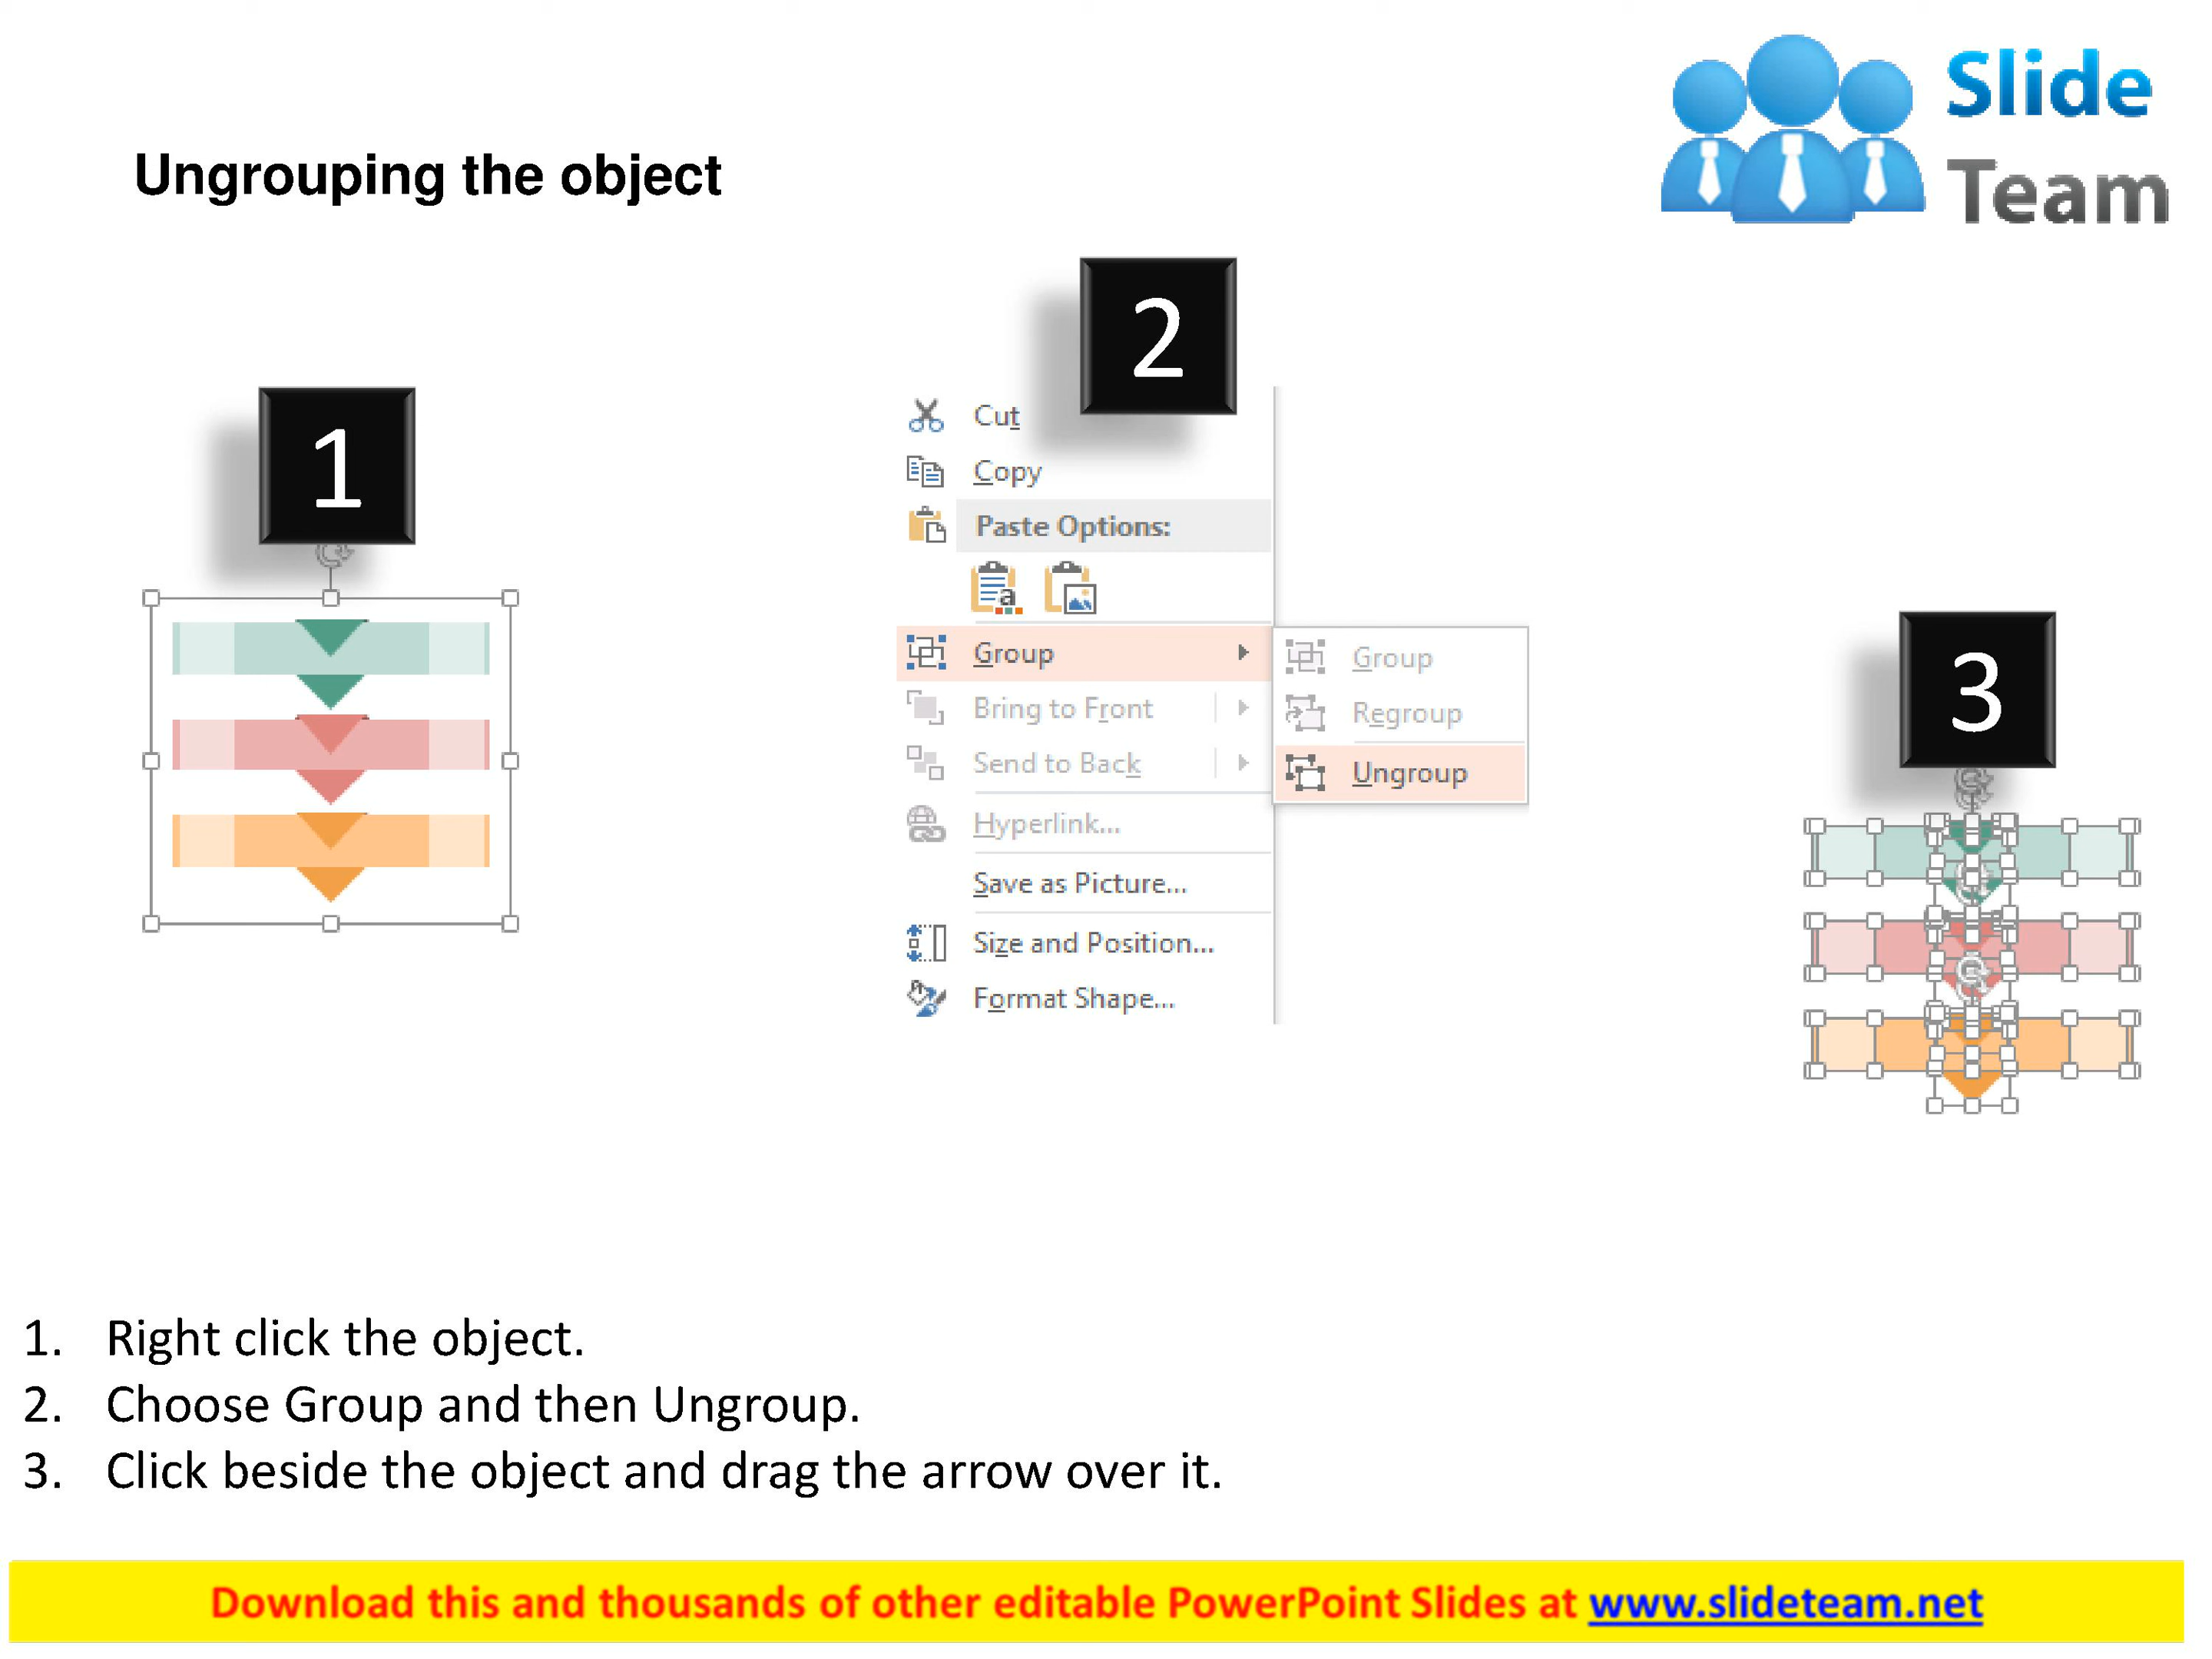 Slide
Team
Ungrouping the object
1
2
Cut
Copy
Paste Options:
a
Group
Bring to Front
Send to Back
Hyperlink...
Save as Picture...
Size and Position...
Format Shape...
Group
Regroup
Ungroup
3
1. Right click the object.
2. Choose Group and then Ungroup.
3. Click beside the object and drag the arrow over it.
Download this and thousands of other editable PowerPoint Slides at www.slideteam.net